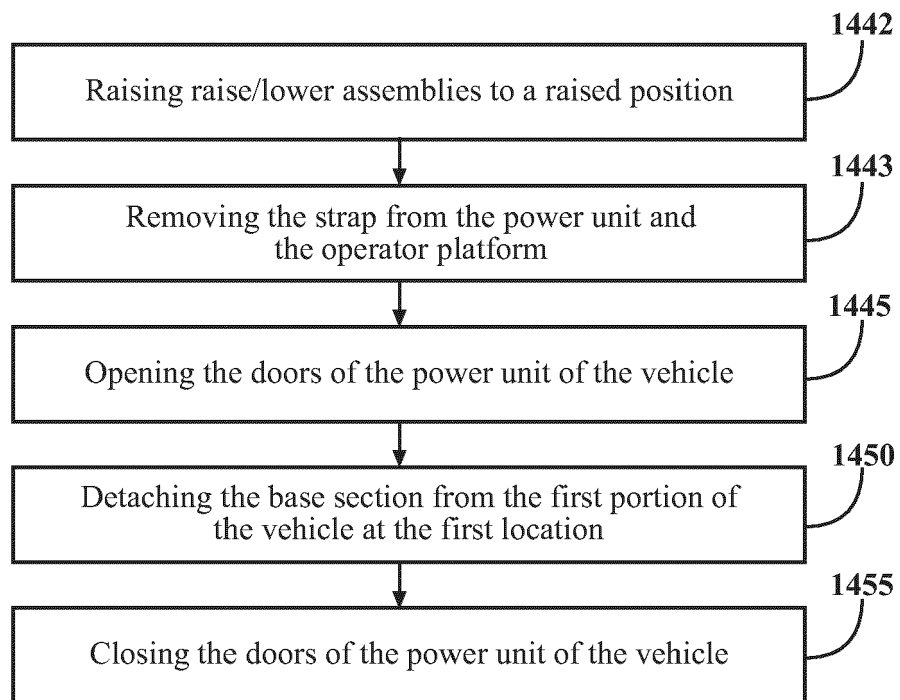 1442
Raising raise/lower assemblies to a raised position
1443
Removing the strap from the power unit and
the operator platform
1445
Opening the doors of the power unit of the vehicle
1450
Detaching the base section from the first portion of
the vehicle at the first location
1455
Closing the doors of the power unit of the vehicle